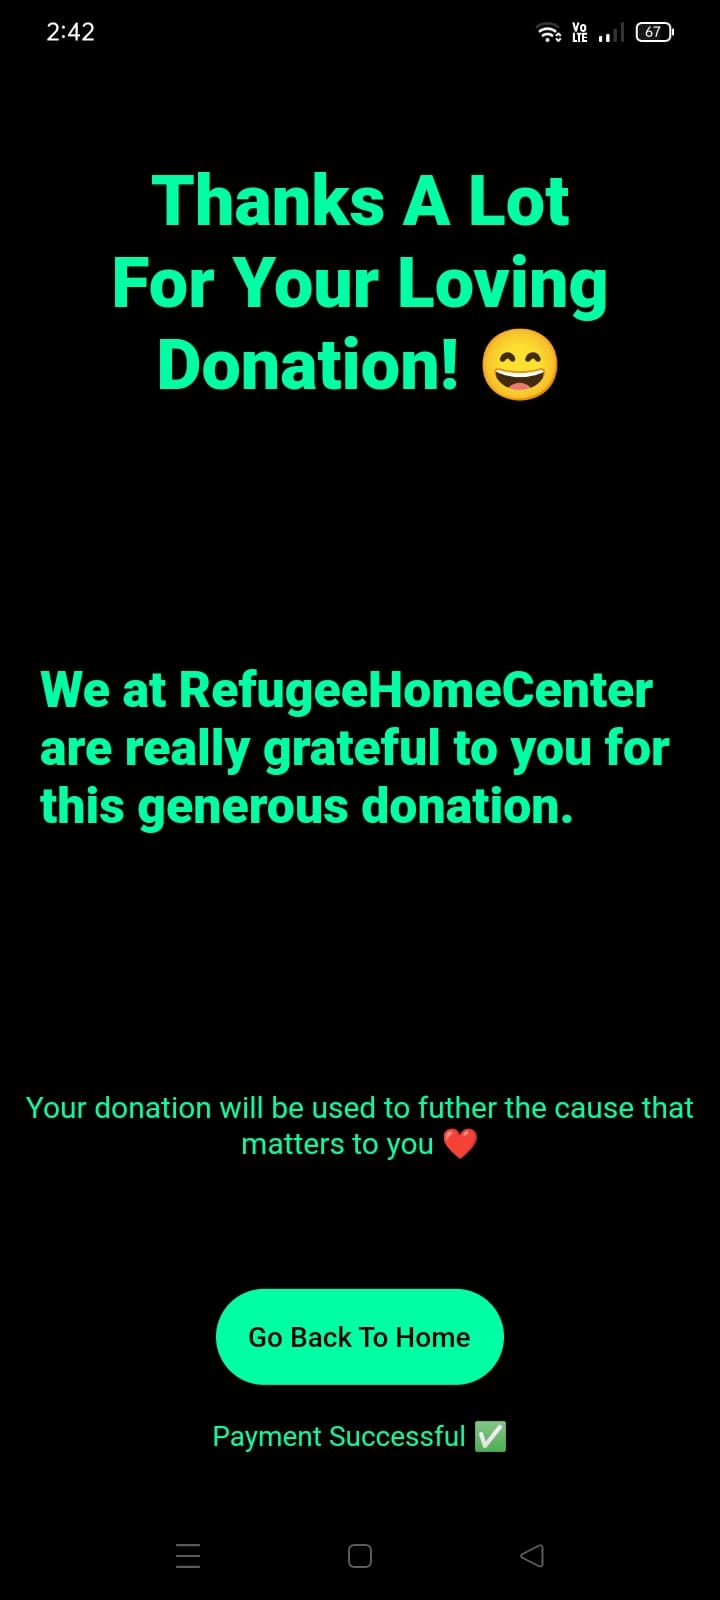 2:42
Vo
LTE
67
Thanks A Lot
For Your Loving
Donation! 😄
We at RefugeeHomeCenter
are really grateful to you for
this generous donation.
Your donation will be used to futher the cause that
matters to you ❤️
Go Back To Home
Payment Successful ✅